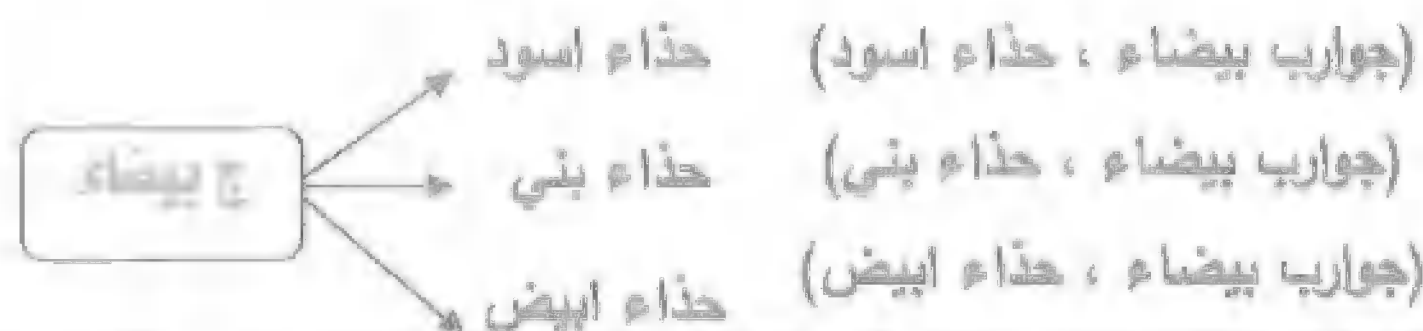 حذاء اسود (جوارب بيضاء ، حذاء اسود)
ج بيضاء حذاء بني (جوارب بيضاء ، حذاء بني)
حذاء ابيض (جوارب بيضاء ، حذاء ابيض)